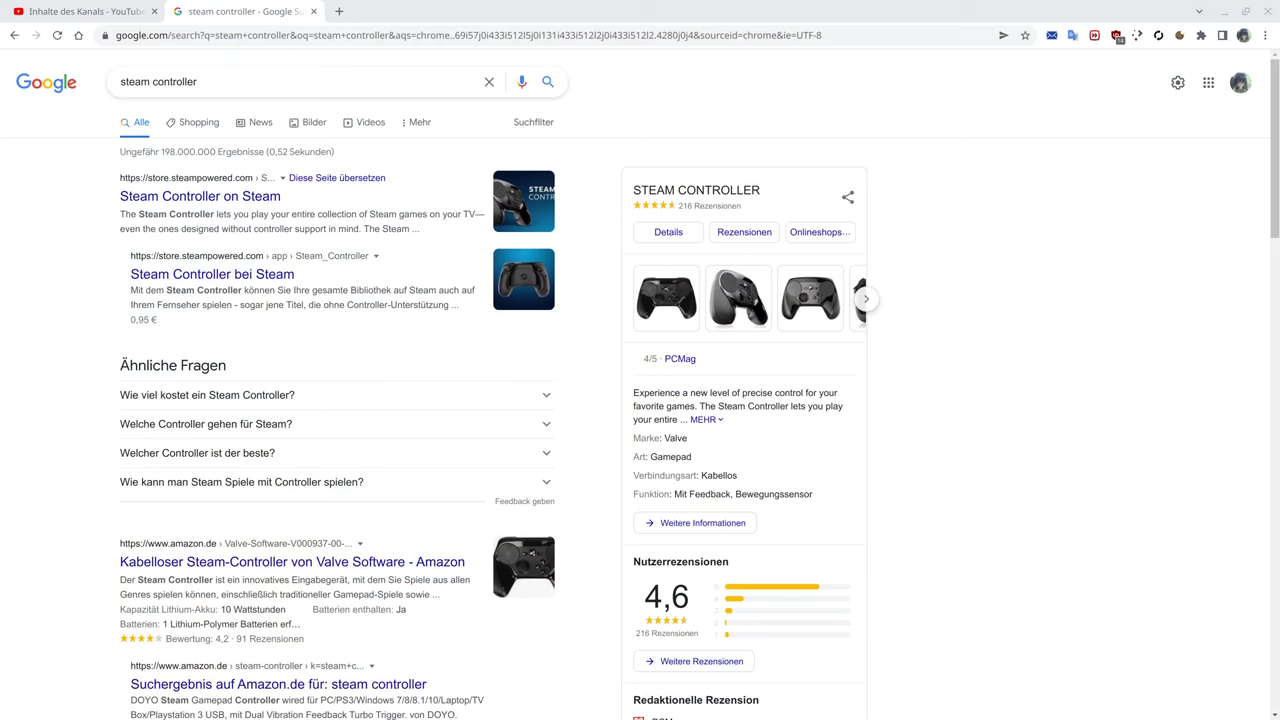 Inhalte des Kanals - YouTube
steam controller - Google Su
google.com/search?q=steam+controller&oq=steam+controller&aqs=chrome..69i57j0i433i512l5j0i131i433i512l2j0i433i512l2.4280j0j4&sourceid=chrome&ie=UTF-8
14
Google
steam controller
Alle
Shopping
News
Bilder
Videos
Mehr
Suchfilter
Ungefähr 198.000.000 Ergebnisse (0,52 Sekunden)
https://store.steampowered.com › S... Diese Seite übersetzen
Steam Controller on Steam
The Steam Controller lets you play your entire collection of Steam games on your TV—
even the ones designed without controller support in mind. The Steam ...
STEAM
CONTR
https://store.steampowered.com › app › Steam_Controller
Steam Controller bei Steam
Mit dem Steam Controller können Sie Ihre gesamte Bibliothek auf Steam auch auf
Ihrem Fernseher spielen - sogar jene Titel, die ohne Controller-Unterstützung ...
0,95 €
Ähnliche Fragen
Wie viel kostet ein Steam Controller?
Welche Controller gehen für Steam?
Welcher Controller ist der beste?
Wie kann man Steam Spiele mit Controller spielen?
Feedback geben
https://www.amazon.de › Valve-Software-V000937-00-...
Kabelloser Steam-Controller von Valve Software - Amazon
Der Steam Controller ist ein innovatives Eingabegerät, mit dem Sie Spiele aus allen
Genres spielen können, einschließlich traditioneller Gamepad-Spiele sowie ...
Kapazität Lithium-Akku: 10 Wattstunden Batterien enthalten: Ja
Batterien: 1 Lithium-Polymer Batterien erf...
Bewertung: 4,2 · 91 Rezensionen
https://www.amazon.de › steam-controller › k=steam+c...
Suchergebnis auf Amazon.de für: steam controller
DOYO Steam Gamepad Controller wired für PC/PS3/Windows 7/8/8.1/10/Laptop/TV
Box/Playstation 3 USB, mit Dual Vibration Feedback Turbo Trigger. von DOYO.
STEAM CONTROLLER
216 Rezensionen
Details
Rezensionen
Onlineshops…
4/5 · PCMag
Experience a new level of precise control for your
favorite games. The Steam Controller lets you play
your entire ... MEHR
Marke: Valve
Art: Gamepad
Verbindungsart: Kabellos
Funktion: Mit Feedback, Bewegungssensor
Weitere Informationen
Nutzerrezensionen
4,6
216 Rezensionen
5
4
3
2
1
Weitere Rezensionen
Redaktionelle Rezension